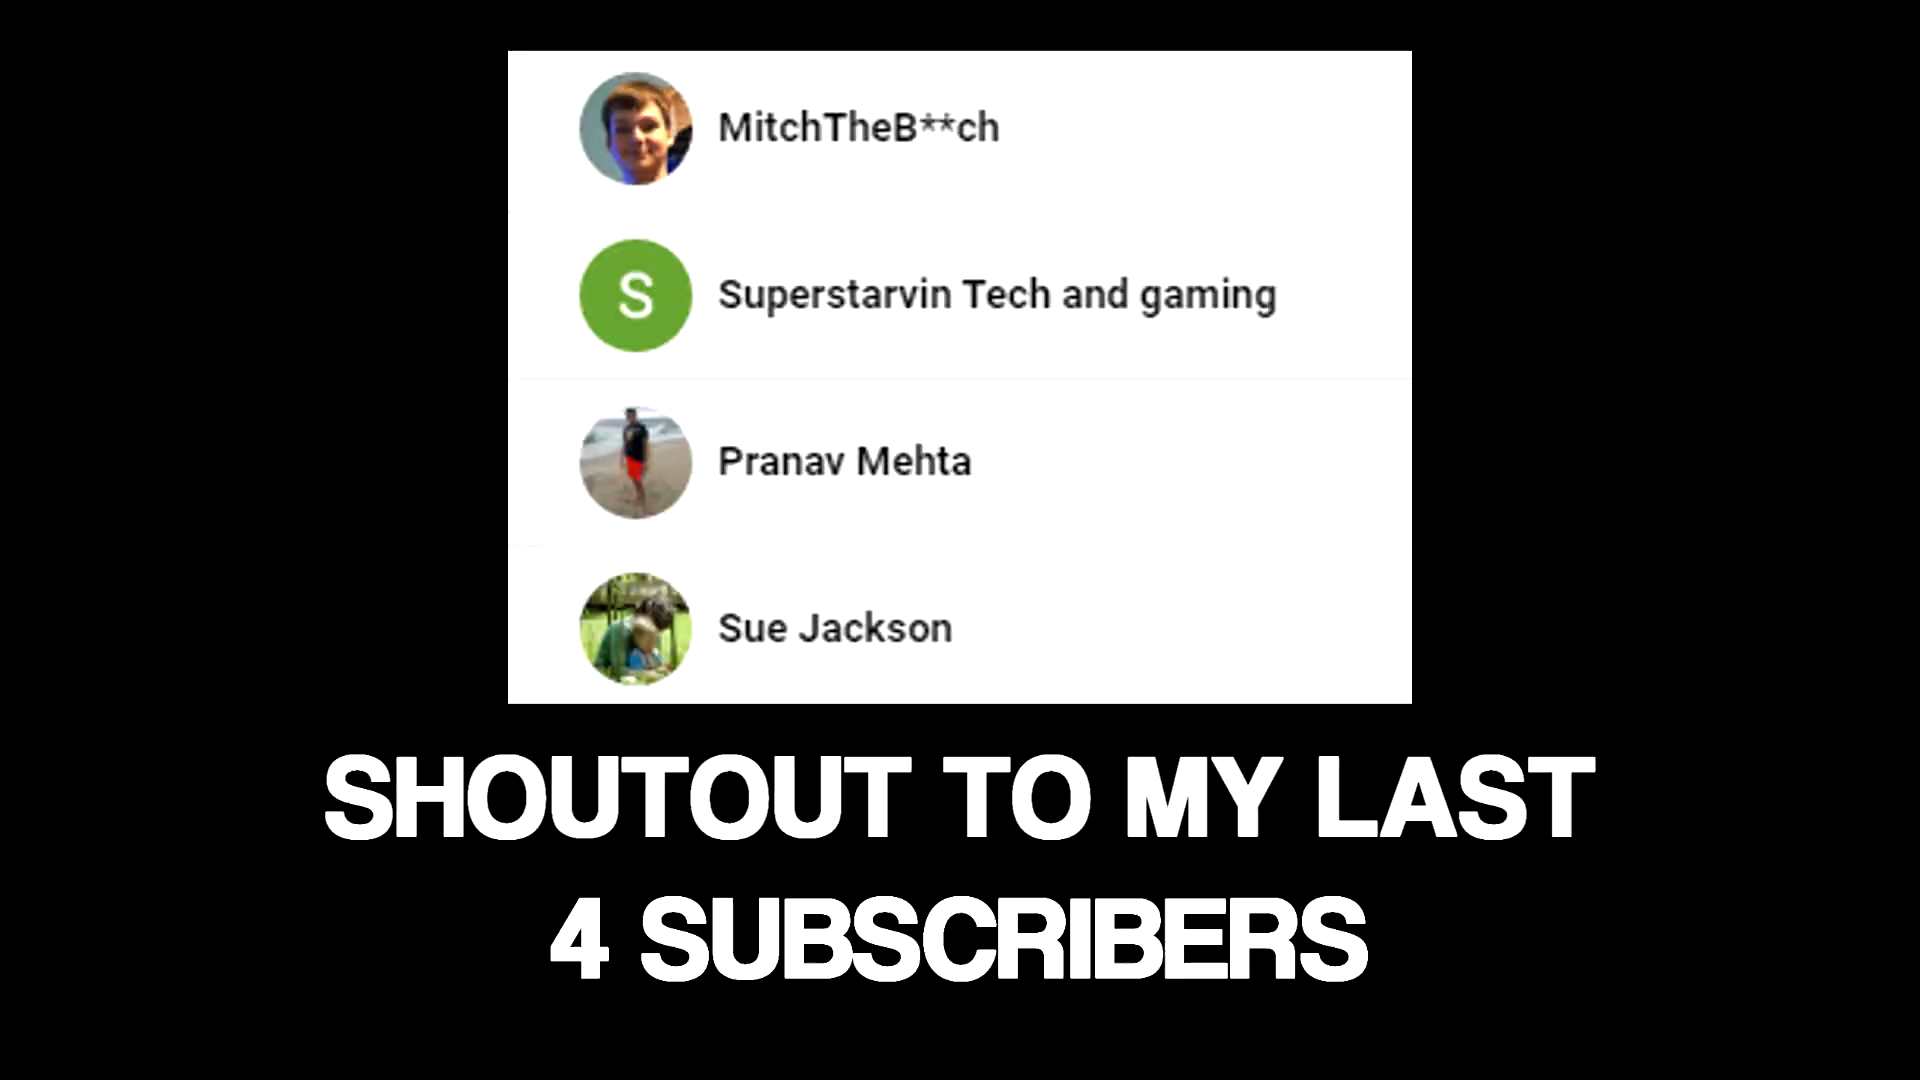 MitchTheB**ch
S
Superstarvin Tech and gaming
Pranav Mehta
Sue Jackson
SHOUTOUT TO MY LAST
4 SUBSCRIBERS